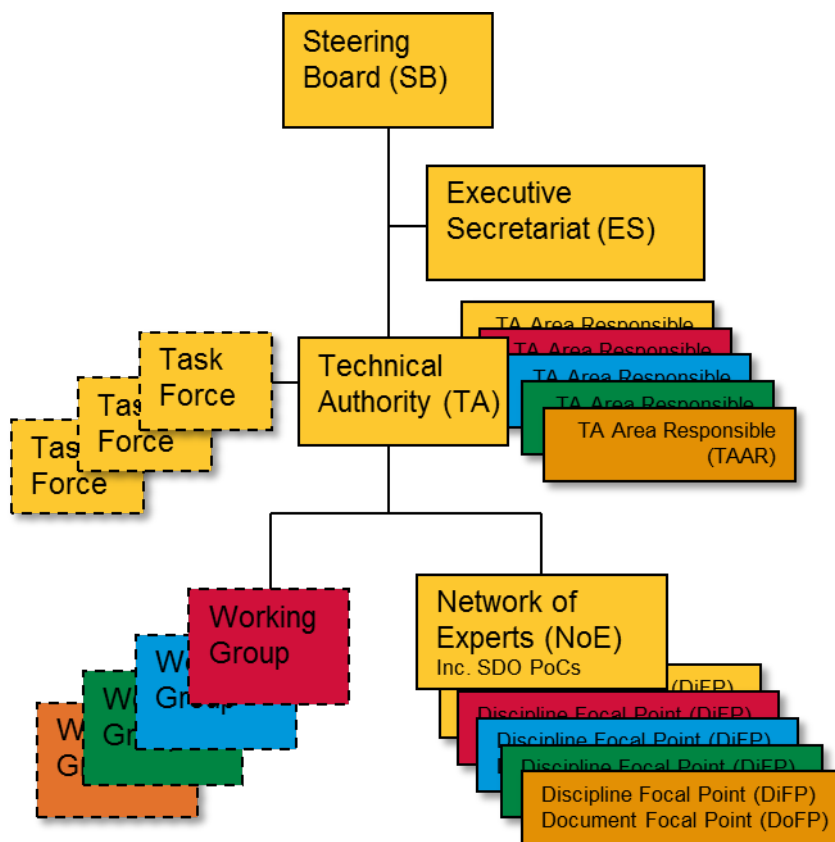 Steering
Board (SB)
Executive
Secretariat (ES)
TA Area Responsible
TA Area Responsible
TA Area Responsible
TA Area Responsible
TA Area Responsible
(TAAR)
Technical
Authority (TA)
Task
Force
Task
Force
Task
Force
Working
Group
Group
Network of
Experts (NoE)
Inc. SDO PoCs
(DiFP)
Discipline Focal Point (DiFP)
Discipline Focal Point (DiFP)
Discipline Focal Point (DiFP)
Discipline Focal Point (DiFP)
Document Focal Point (DoFP)